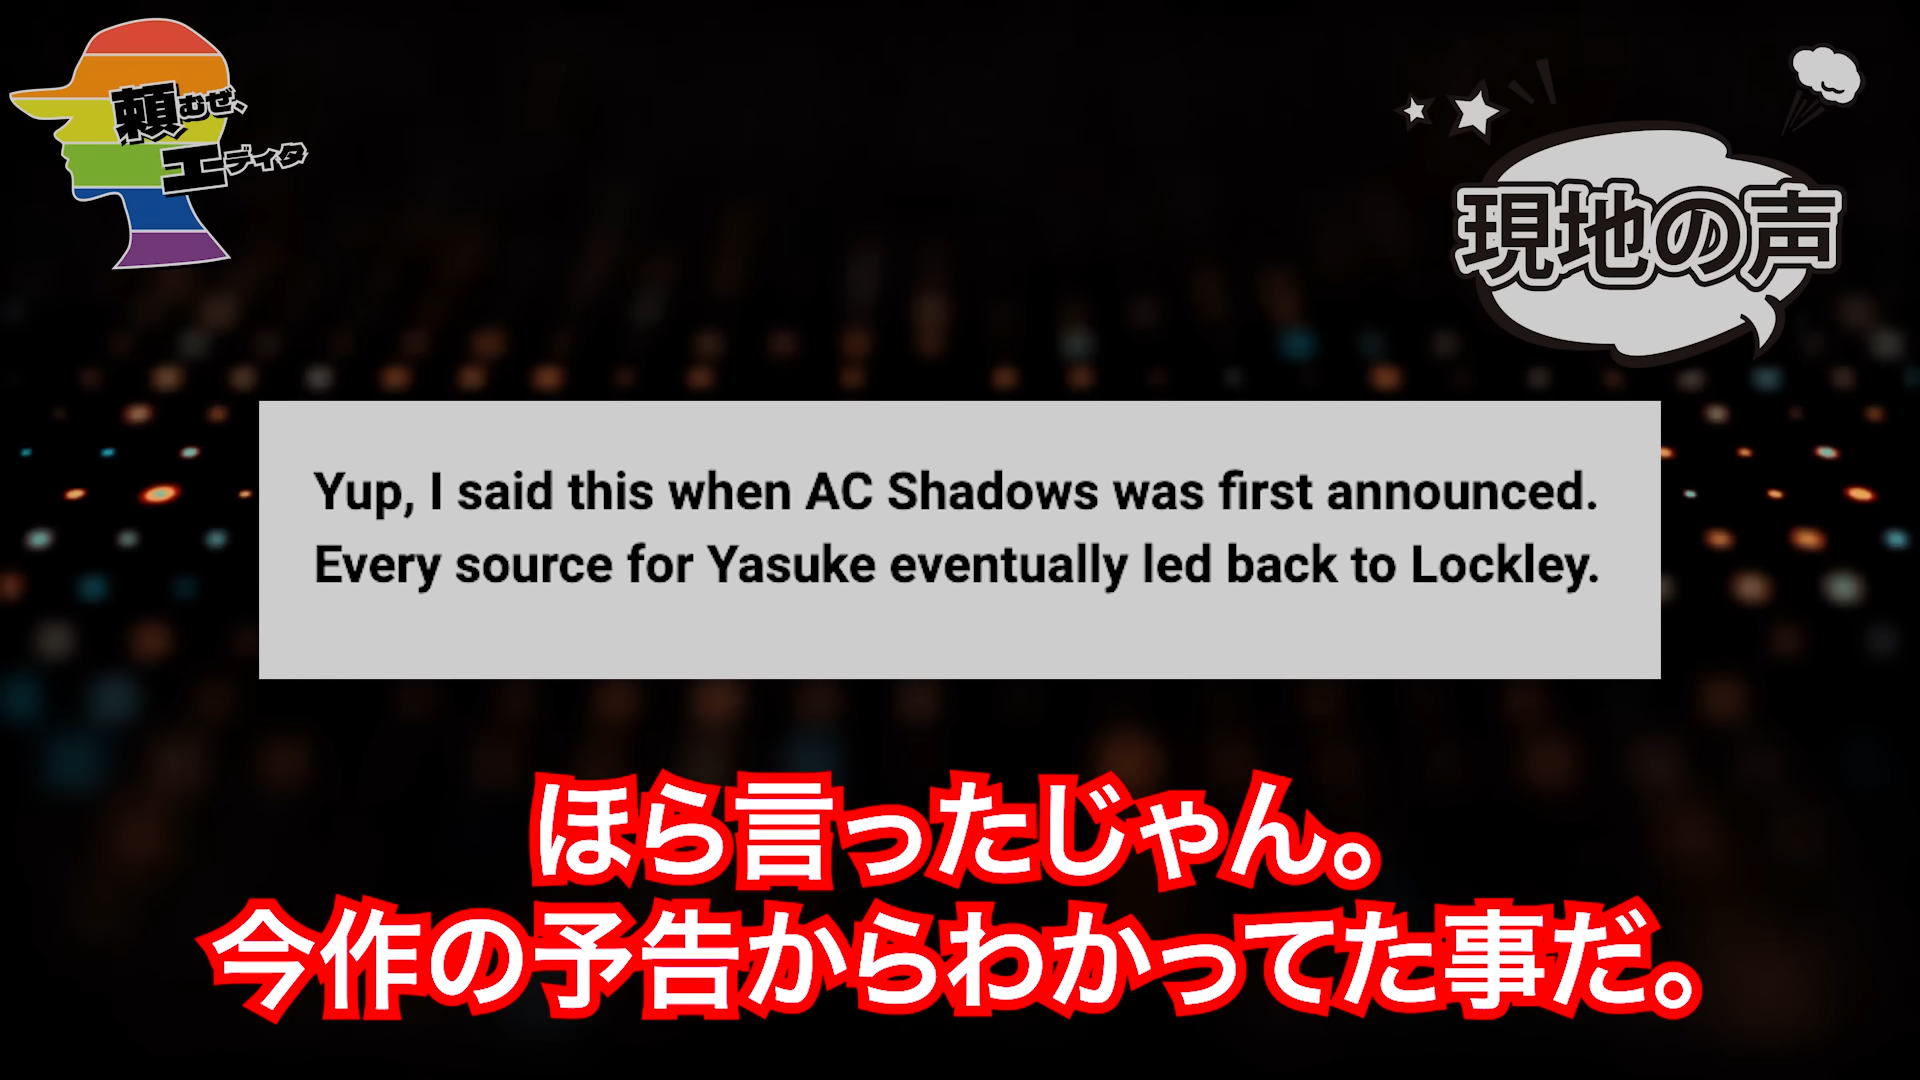 頼むぜ、
エディタ
現地の声
Yup, I said this when AC Shadows was first announced.
Every source for Yasuke eventually led back to Lockley.
ほら言ったじゃん。
今作の予告からわかってた事だ。